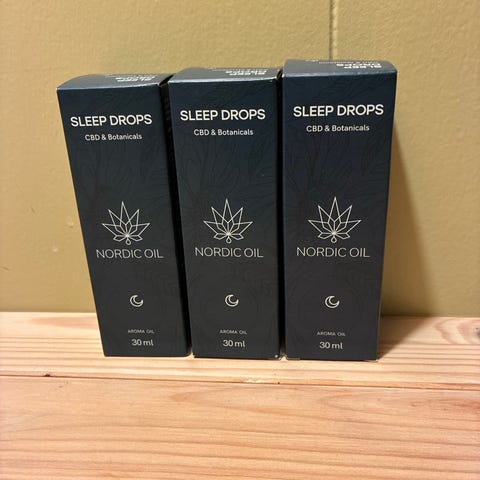 SLEEP DROPS
CBD & Botanicals
NORDIC OIL
AROMA OIL
30 ml
SLEEP DROPS
CBD & Botanicals
NORDIC OIL
AROMA OIL
30 ml
SLEEP DROPS
CBD & Botanicals
NORDIC OIL
AROMA OIL
30 ml